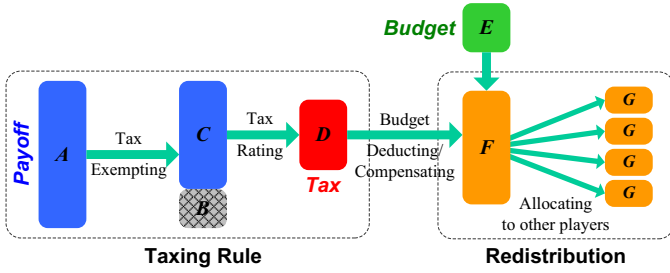 Budget
E
Payoff
A
Tax
Exempting
C
B
Tax
Rating
D
Tax
Budget
Deducting/
Compensating
F
G
G
G
G
Allocating
to other players
Taxing Rule
Redistribution